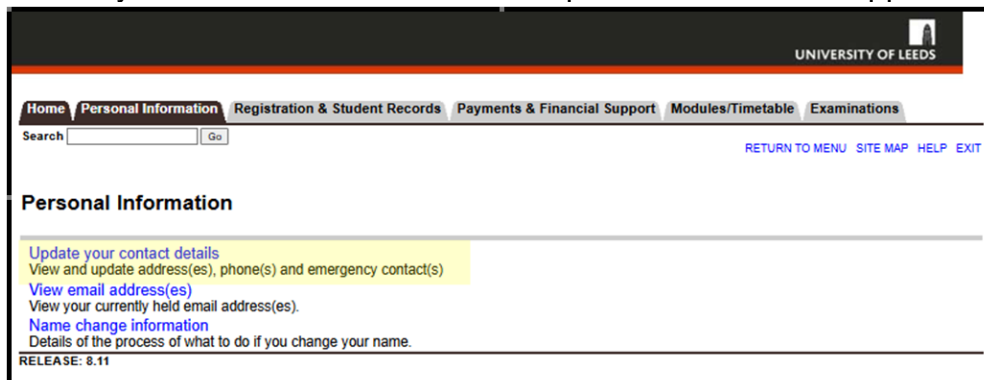 UNIVERSITY OF LEEDS
Home Personal Information Registration & Student Records Payments & Financial Support Modules/Timetable Examinations
Search Go
RETURN TO MENU SITE MAP HELP EXIT
Personal Information
Update your contact details
View and update address(es), phone(s) and emergency contact(s)
View email address(es)
View your currently held email address(es).
Name change information
Details of the process of what to do if you change your name.
RELEASE: 8.11